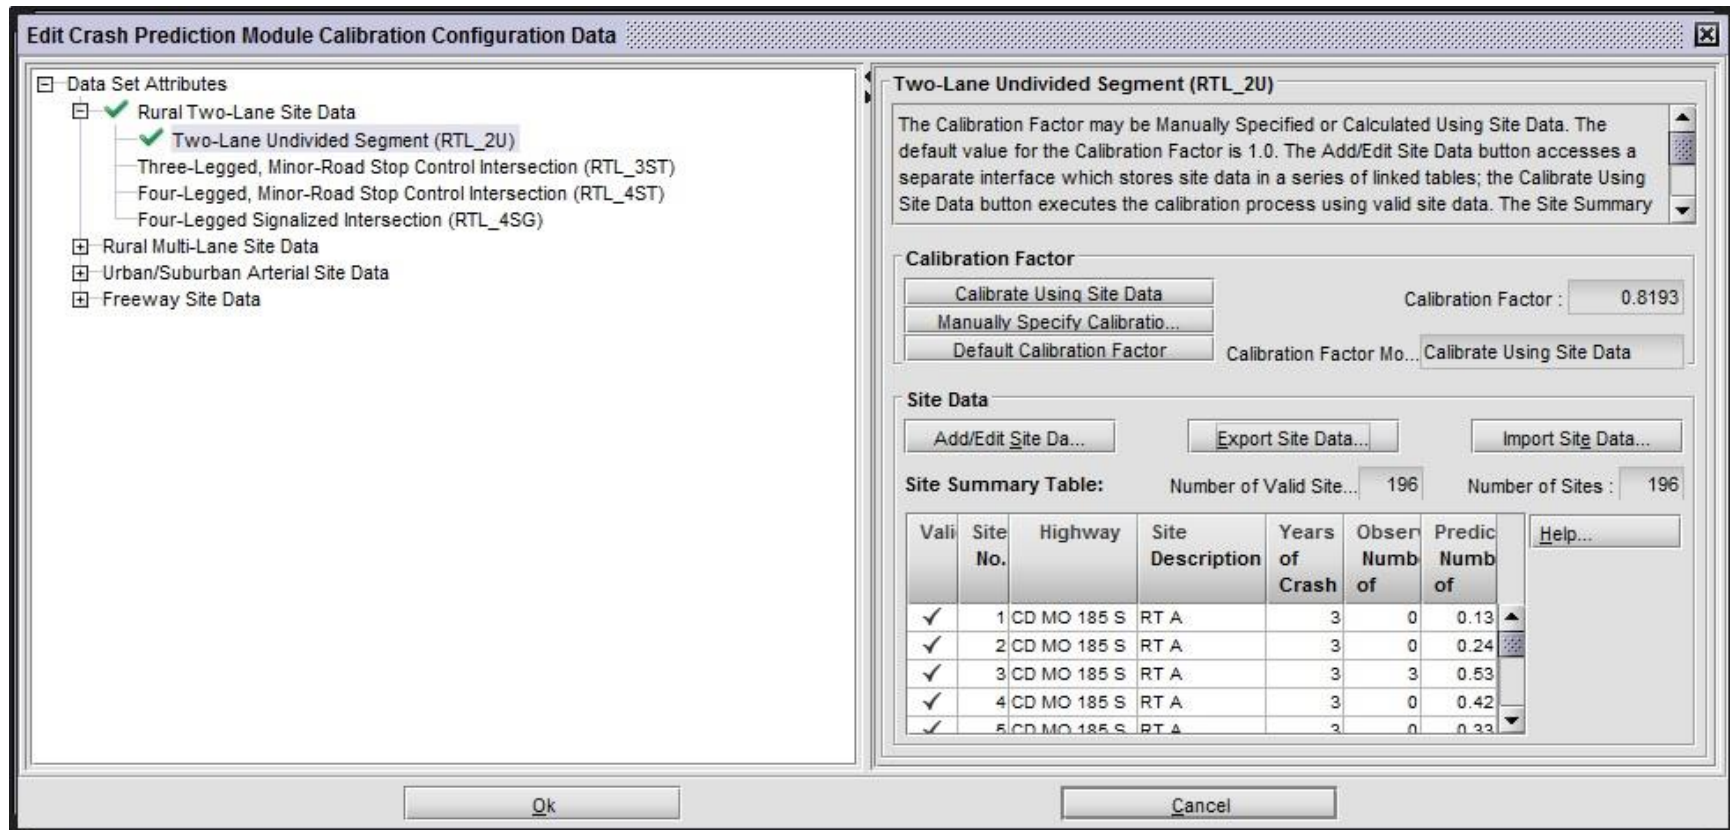 Edit Crash Prediction Module Calibration Configuration Data
Data Set Attributes
Rural Two-Lane Site Data
Two-Lane Undivided Segment (RTL_2U)
Three-Legged, Minor-Road Stop Control Intersection (RTL_3ST)
Four-Legged, Minor-Road Stop Control Intersection (RTL_4ST)
Four-Legged Signalized Intersection (RTL_4SG)
Rural Multi-Lane Site Data
Urban/Suburban Arterial Site Data
Freeway Site Data
Two-Lane Undivided Segment (RTL_2U)
The Calibration Factor may be Manually Specified or Calculated Using Site Data. The
default value for the Calibration Factor is 1.0. The Add/Edit Site Data button accesses a
separate interface which stores site data in a series of linked tables; the Calibrate Using
Site Data button executes the calibration process using valid site data. The Site Summary
Calibration Factor
Calibrate Using Site Data
Calibration Factor : 0.8193
Manually Specify Calibratio...
Default Calibration Factor
Calibration Factor Mo... Calibrate Using Site Data
Site Data
Add/Edit Site Da... Export Site Data... Import Site Data...
Site Summary Table: Number of Valid Site... 196 Number of Sites : 196
Vali Site Highway Site Years Obser Predic
No. Description of Numb Numb
Crash of of
Help...
1 CD MO 185 S RT A 3 0 0.13
2 CD MO 185 S RT A 3 0 0.24
3 CD MO 185 S RT A 3 3 0.53
4 CD MO 185 S RT A 3 0 0.42
5 CD MO 185 S RT A 3 0 0.33
Ok Cancel